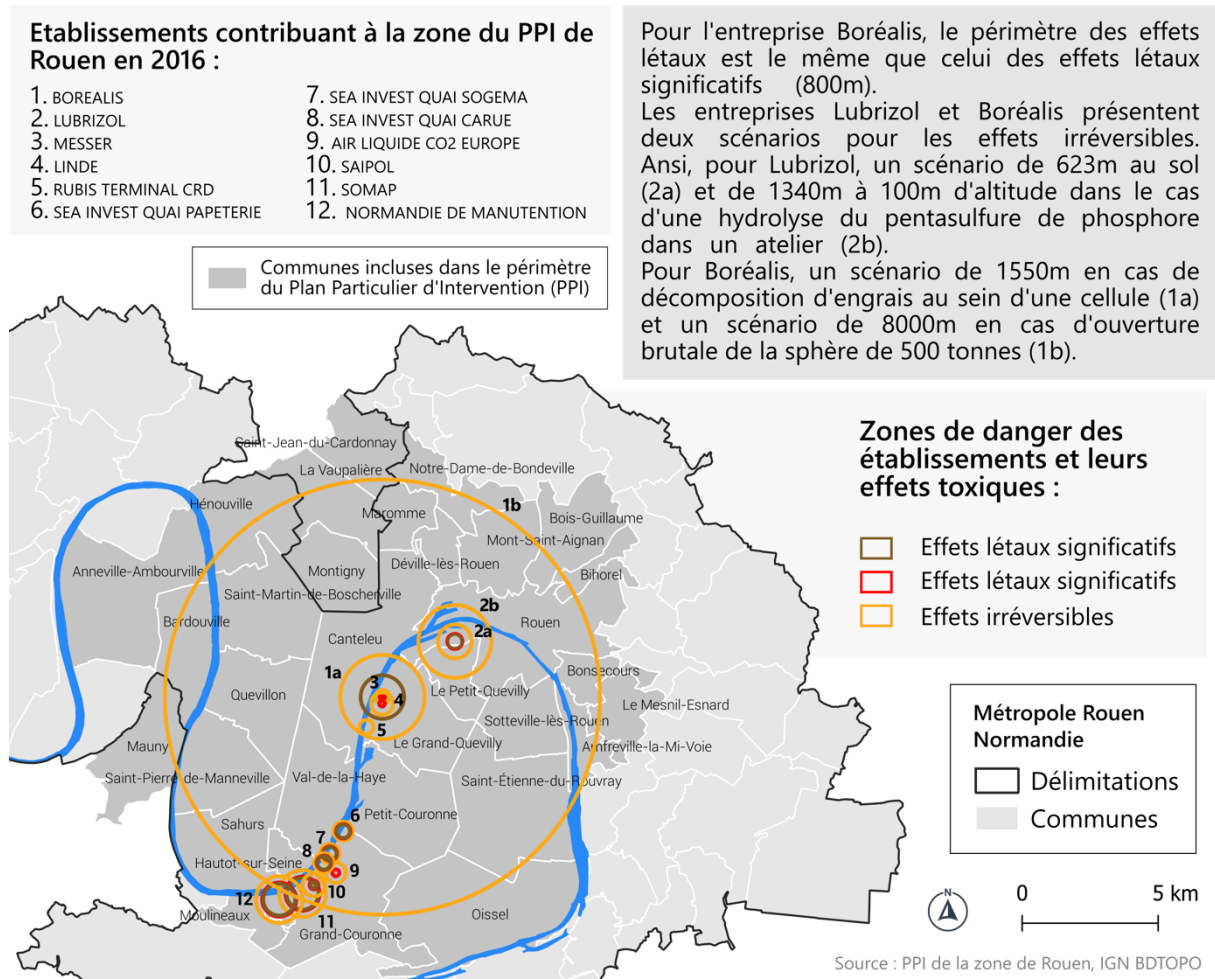 Etablissements contribuant à la zone du PPI de
Rouen en 2016 :
1. BOREALIS
2. LUBRIZOL
3. MESSER
4. LINDE
5. RUBIS TERMINAL CRD
6. SEA INVEST QUAI PAPETERIE
7. SEA INVEST QUAI SOGEMA
8. SEA INVEST QUAI CARUE
9. AIR LIQUIDE CO2 EUROPE
10. SAIPOL
11. SOMAP
12. NORMANDIE DE MANUTENTION
Pour l'entreprise Boréalis, le périmètre des effets
létaux est le même que celui des effets létaux
significatifs (800m).
Les entreprises Lubrizol et Boréalis présentent
deux scénarios pour les effets irréversibles.
Ansi, pour Lubrizol, un scénario de 623m au sol
(2a) et de 1340m à 100m d'altitude dans le cas
d'une hydrolyse du pentasulfure de phosphore
dans un atelier (2b).
Pour Boréalis, un scénario de 1550m en cas de
décomposition d'engrais au sein d'une cellule (1a)
et un scénario de 8000m en cas d'ouverture
brutale de la sphère de 500 tonnes (1b).
Communes incluses dans le périmètre
du Plan Particulier d'Intervention (PPI)
Zones de danger des
établissements et leurs
effets toxiques :
Effets létaux significatifs
Effets létaux significatifs
Effets irréversibles
Saint-Jean-du-Cardonnay
La Vaupalière
Notre-Dame-de-Bondeville
Hénouville
Maromme
1b
Bois-Guillaume
Mont-Saint-Aignan
Déville-lès-Rouen
Anneville-Ambourville
Montigny
Bihorel
Saint-Martin-de-Boscherville
2b
Bardouville
Rouen
2a
Canteleu
1a
3
Bonsecours
Quevillon
4
Le Petit-Quevilly
Le Mesnil-Esnard
Sotteville-lès-Rouen
5
Le Grand-Quevilly
Mauny
Amfreville-la-Mi-Voie
Saint-Pierre-de-Manneville
Val-de-la-Haye
Saint-Étienne-du-Rouvray
6
Petit-Couronne
Sahurs
7
8
Hautot-sur-Seine
9
10
12
Moulineaux
11
Oissel
Grand-Couronne
Métropole Rouen
Normandie
Délimitations
Communes
N
0
5 km
Source : PPI de la zone de Rouen, IGN BDTOPO